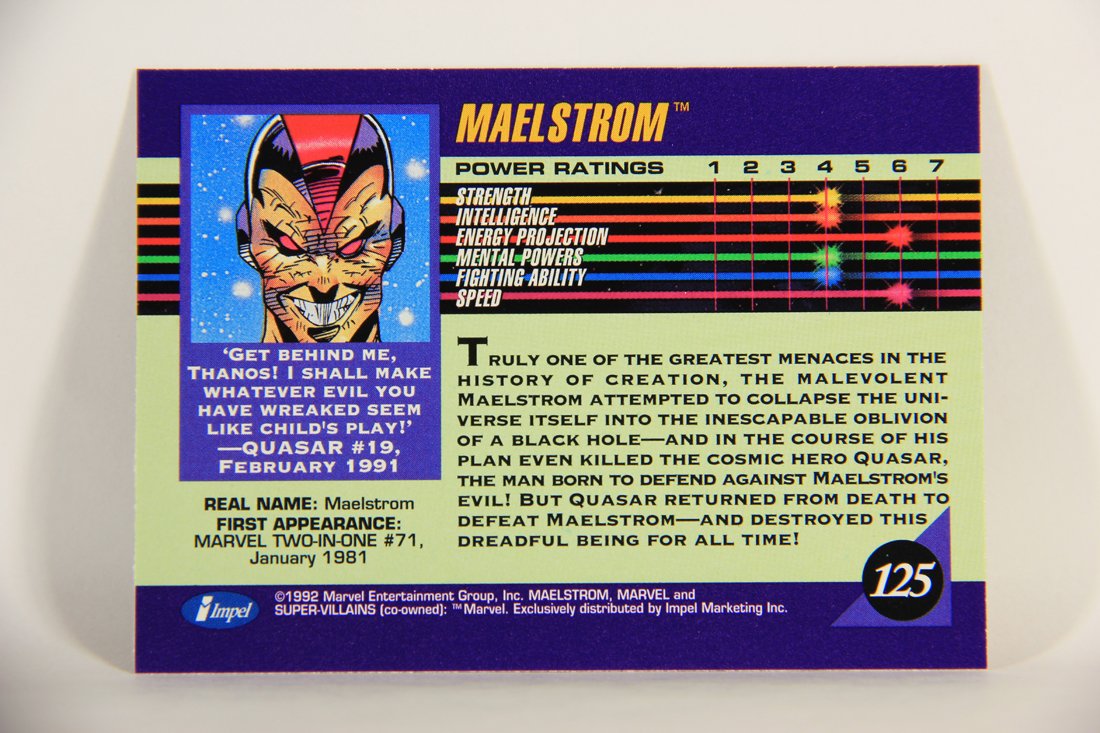 MAELSTROM™
POWER RATINGS 1 2 3 4 5 6 7
STRENGTH
INTELLIGENCE
ENERGY PROJECTION
MENTAL POWERS
FIGHTING ABILITY
SPEED
‘GET BEHIND ME,
THANOS! I SHALL MAKE
WHATEVER EVIL YOU
HAVE WREAKED SEEM
LIKE CHILD'S PLAY!’
—QUASAR #19,
FEBRUARY 1991
REAL NAME: Maelstrom
FIRST APPEARANCE:
MARVEL TWO-IN-ONE #71,
January 1981
TRULY ONE OF THE GREATEST MENACES IN THE
HISTORY OF CREATION, THE MALEVOLENT
MAELSTROM ATTEMPTED TO COLLAPSE THE UNI-
VERSE ITSELF INTO THE INESCAPABLE OBLIVION
OF A BLACK HOLE—AND IN THE COURSE OF HIS
PLAN EVEN KILLED THE COSMIC HERO QUASAR,
THE MAN BORN TO DEFEND AGAINST MAELSTROM'S
EVIL! BUT QUASAR RETURNED FROM DEATH TO
DEFEAT MAELSTROM—AND DESTROYED THIS
DREADFUL BEING FOR ALL TIME!
125
i Impel
©1992 Marvel Entertainment Group, Inc. MAELSTROM, MARVEL and
SUPER-VILLAINS (co-owned): ™Marvel. Exclusively distributed by Impel Marketing Inc.